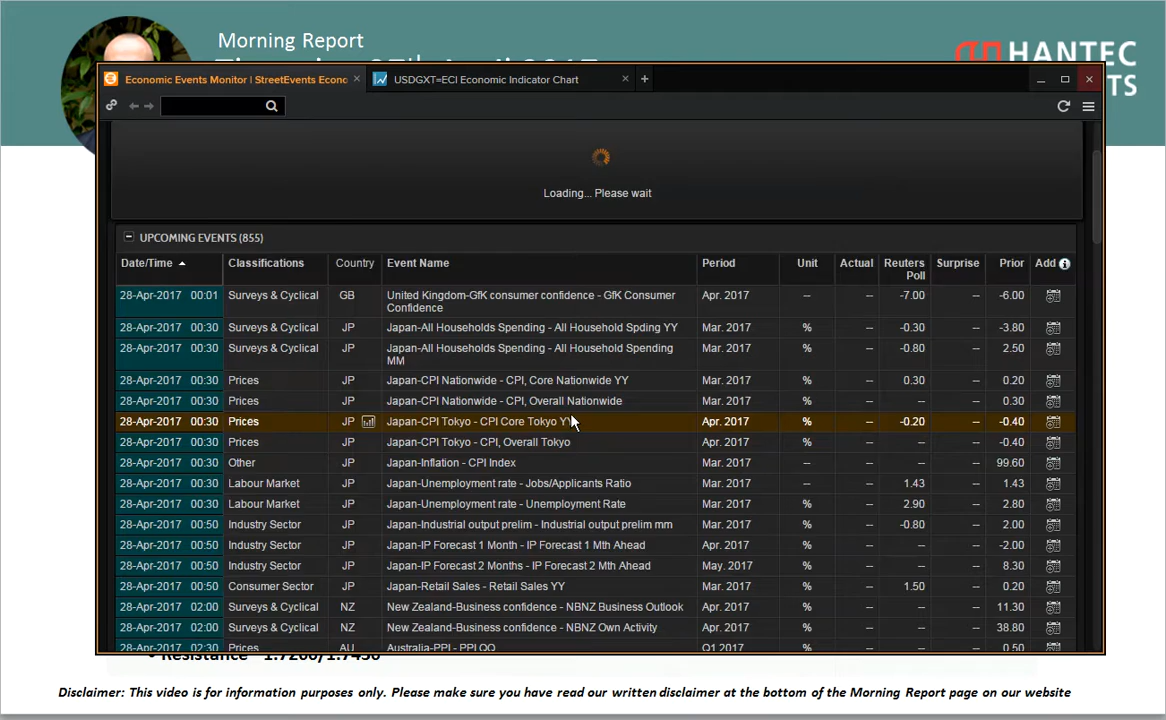 Morning Report
HANTEC
Economic Events Monitor | StreetEvents Econc
USDGXT=ECI Economic Indicator Chart
Loading... Please wait
UPCOMING EVENTS (855)
Date/Time Classifications Country Event Name Period Unit Actual Reuters Poll Surprise Prior Add
28-Apr-2017 00:01 Surveys & Cyclical GB United Kingdom-GfK consumer confidence - GfK Consumer Confidence Apr. 2017 -- -- -7.00 -- -6.00
28-Apr-2017 00:30 Surveys & Cyclical JP Japan-All Households Spending - All Household Spding YY Mar. 2017 % -- -0.30 -- -3.80
28-Apr-2017 00:30 Surveys & Cyclical JP Japan-All Households Spending - All Household Spending MM Mar. 2017 % -- -0.80 -- 2.50
28-Apr-2017 00:30 Prices JP Japan-CPI Nationwide - CPI, Core Nationwide YY Mar. 2017 % -- 0.30 -- 0.20
28-Apr-2017 00:30 Prices JP Japan-CPI Nationwide - CPI, Overall Nationwide Mar. 2017 % -- -- -- 0.30
28-Apr-2017 00:30 Prices JP Japan-CPI Tokyo - CPI Core Tokyo YY Apr. 2017 % -- -0.20 -- -0.40
28-Apr-2017 00:30 Prices JP Japan-CPI Tokyo - CPI, Overall Tokyo Apr. 2017 % -- -- -- -0.40
28-Apr-2017 00:30 Other JP Japan-Inflation - CPI Index Mar. 2017 -- -- -- -- 99.60
28-Apr-2017 00:30 Labour Market JP Japan-Unemployment rate - Jobs/Applicants Ratio Mar. 2017 -- -- 1.43 -- 1.43
28-Apr-2017 00:30 Labour Market JP Japan-Unemployment rate - Unemployment Rate Mar. 2017 % -- 2.90 -- 2.80
28-Apr-2017 00:50 Industry Sector JP Japan-Industrial output prelim - Industrial output prelim mm Mar. 2017 % -- -0.80 -- 2.00
28-Apr-2017 00:50 Industry Sector JP Japan-IP Forecast 1 Month - IP Forecast 1 Mth Ahead Apr. 2017 % -- -- -- -2.00
28-Apr-2017 00:50 Industry Sector JP Japan-IP Forecast 2 Months - IP Forecast 2 Mth Ahead May. 2017 % -- -- -- 8.30
28-Apr-2017 00:50 Consumer Sector JP Japan-Retail Sales - Retail Sales YY Mar. 2017 % -- 1.50 -- 0.20
28-Apr-2017 02:00 Surveys & Cyclical NZ New Zealand-Business confidence - NBNZ Business Outlook Apr. 2017 % -- -- -- 11.30
28-Apr-2017 02:00 Surveys & Cyclical NZ New Zealand-Business confidence - NBNZ Own Activity Apr. 2017 % -- -- -- 38.80
28-Apr-2017 02:30 Prices AU Australia-PPI - PPI QQ Q1 2017 % -- -- -- 0.50
Disclaimer: This video is for information purposes only. Please make sure you have read our written disclaimer at the bottom of the Morning Report page on our website